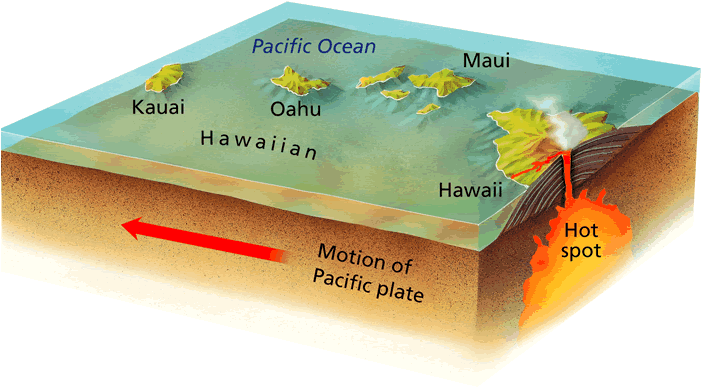 Pacific Ocean
Maui
Kauai
Oahu
Hawaiian
Hawaii
Hot
spot
Motion of
Pacific plate